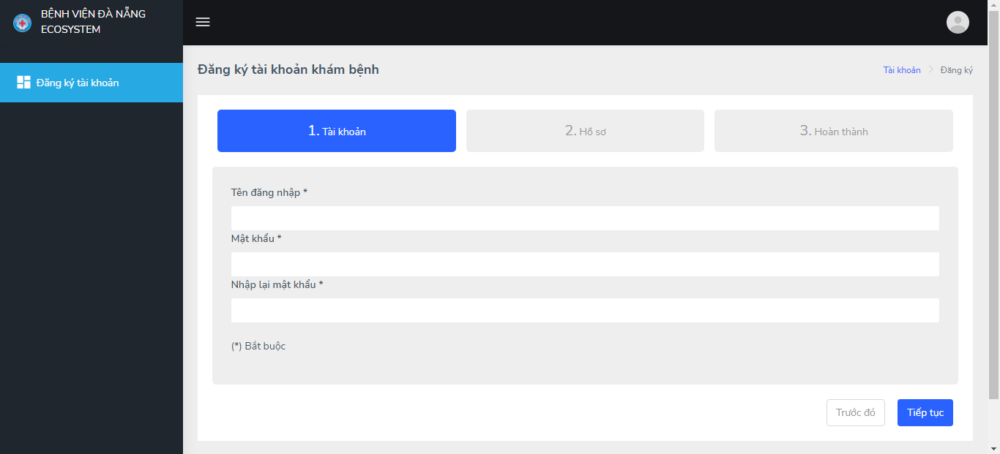 BỆNH VIỆN ĐÀ NẴNG
ECOSYSTEM
Đăng ký tài khoản
Đăng ký tài khoản khám bệnh
Tài khoản > Đăng ký
1. Tài khoản
2. Hồ sơ
3. Hoàn thành
Tên đăng nhập *
Mật khẩu *
Nhập lại mật khẩu *
(*) Bắt buộc
Trước đó
Tiếp tục